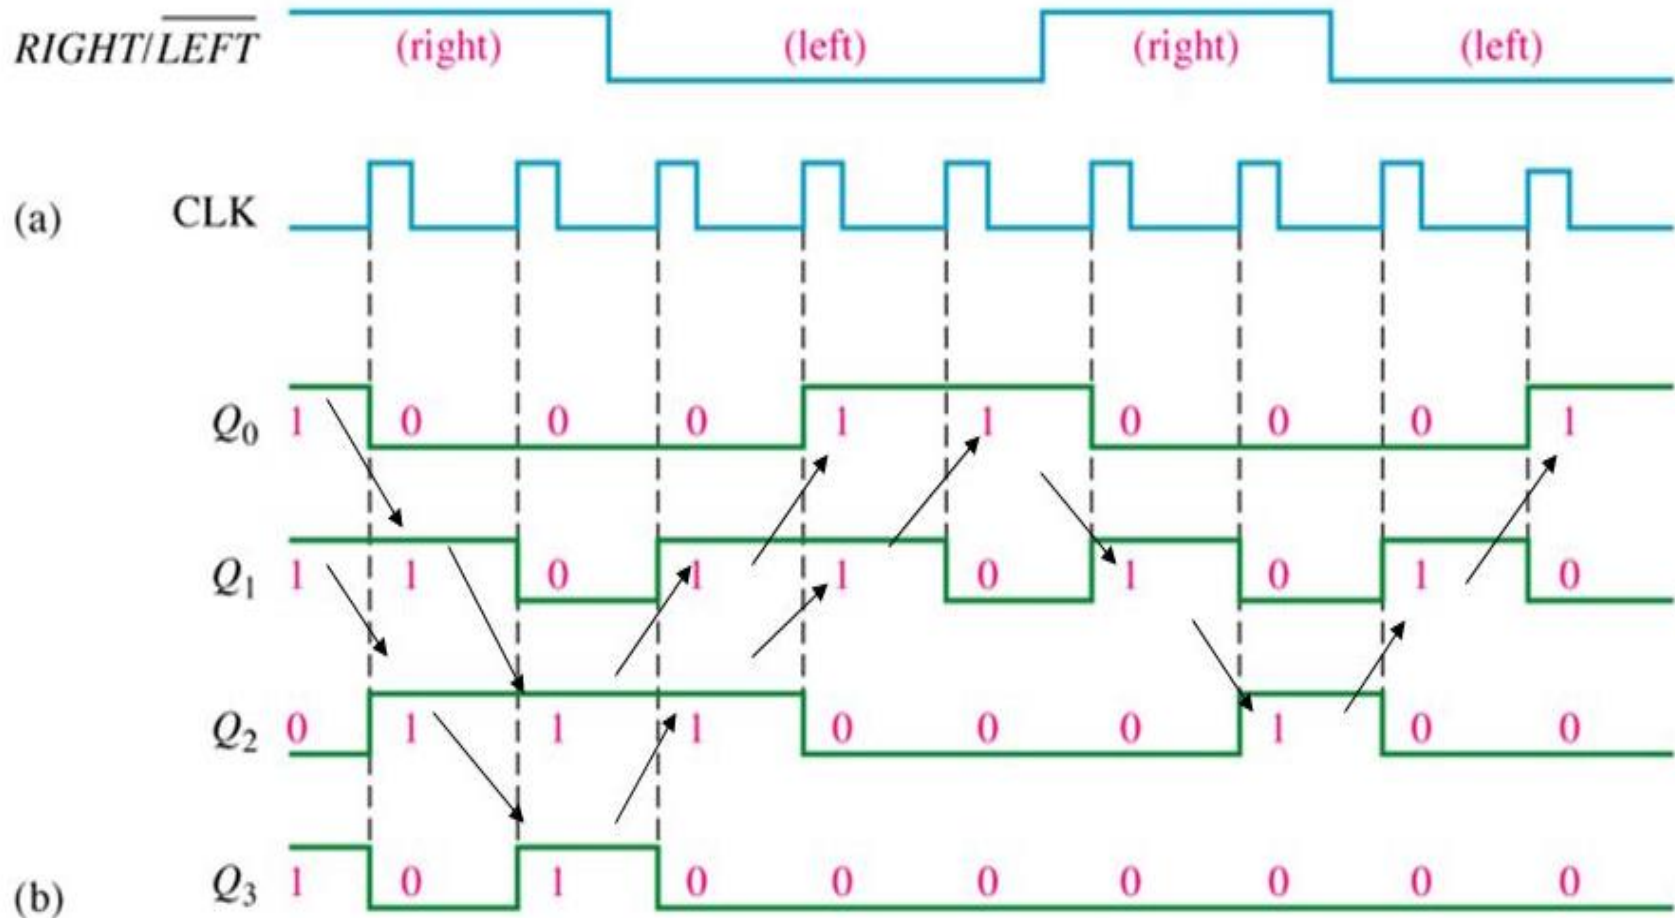 RIGHT/LEFT (right) (left) (right) (left)
(a) CLK
Q0 1 0 0 0 1 1 0 0 0 1
Q1 1 1 0 1 1 0 1 0 1 0
Q2 0 1 1 1 0 0 0 1 0 0
(b) Q3 1 0 1 0 0 0 0 0 0 0